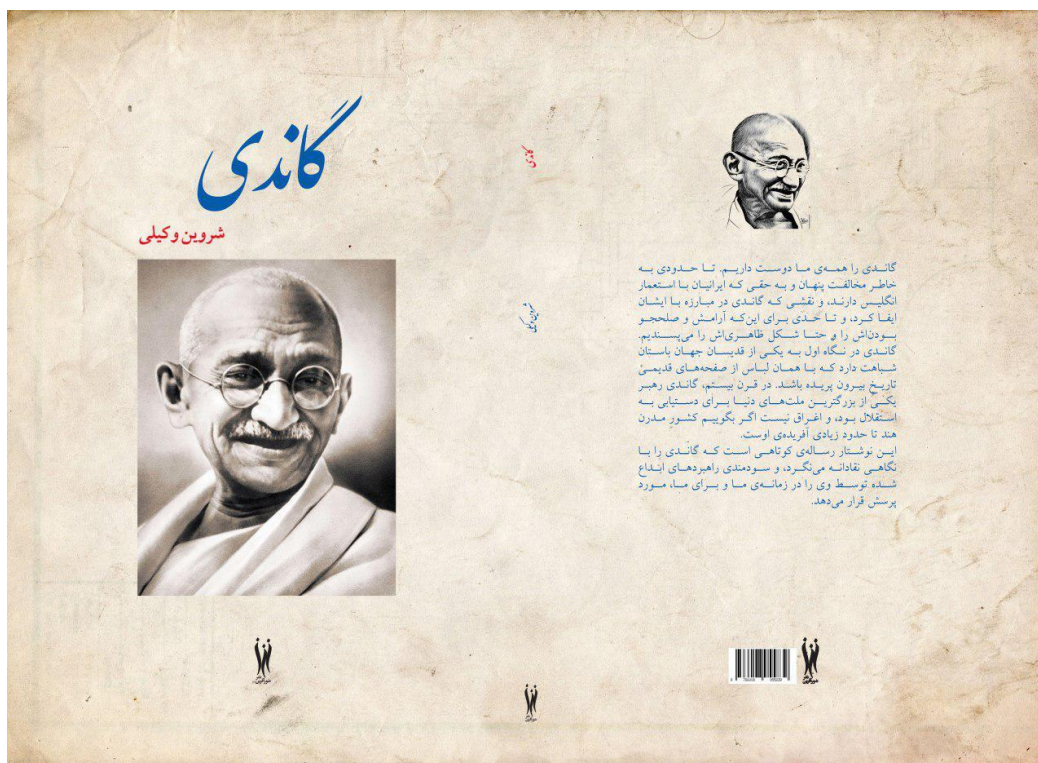 گاندی
شروین وکیلی
گاندی
شروین وکیلی
گاندی را همه‌ی ما دوست داریم. تا حدودی به
خاطر مخالفت پنهان و به حقی که ایرانیان با استعمار
انگلیس دارند، و نقشی که گاندی در مبارزه با ایشان
ایفا کرد، و تا حدی برای این‌که آرامش و صلحجو
بودن‌اش را و حتا شکل ظاهری‌اش را می‌پسندیم.
گاندی در نگاه اول به یکی از قدیسان جهان باستان
شباهت دارد که با همان لباس از صفحه‌های قدیمیْ
تاریخ بیرون پریده باشد. در قرن بیستم، گاندی رهبر
یکی از بزرگترین ملت‌های دنیا برای دستیابی به
استقلال بود، و اغراق نیست اگر بگوییم کشور مدرن
هند تا حدود زیادی آفریده‌ی اوست.
این نوشتار رساله‌ی کوتاهی است که گاندی را با
نگاهی نقادانه می‌نگرد، و سودمندی راهبردهای ابداع
شده توسط وی را در زمانه‌ی ما و برای ما، مورد
پرسش قرار می‌دهد.